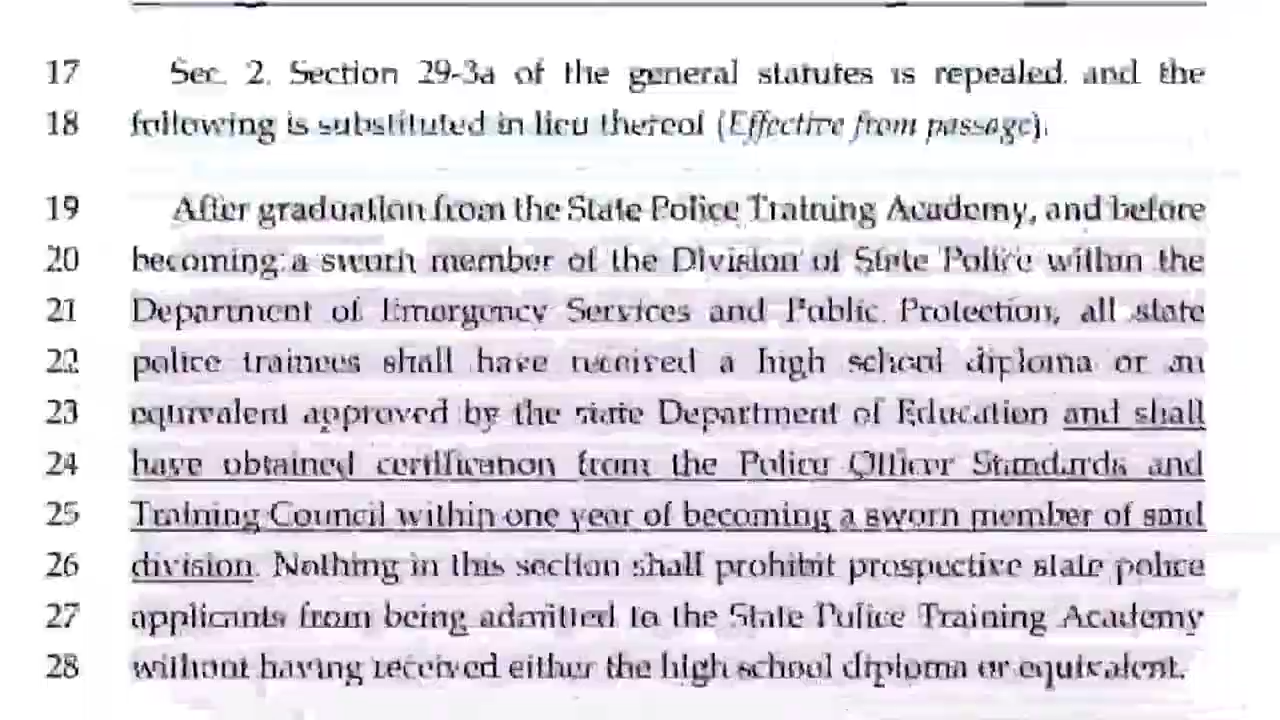 17 Sec. 2. Section 29-3a of the general statutes is repealed and the
18 following is substituted in lieu thereof (Effective from passage):
19 After graduation from the State Police Training Academy, and before
20 becoming a sworn member of the Division of State Police within the
21 Department of Emergency Services and Public Protection, all state
22 police trainees shall have received a high school diploma or an
23 equivalent approved by the state Department of Education and shall
24 have obtained certification from the Police Officer Standards and
25 Training Council within one year of becoming a sworn member of said
26 division. Nothing in this section shall prohibit prospective state police
27 applicants from being admitted to the State Police Training Academy
28 without having received either the high school diploma or equivalent.